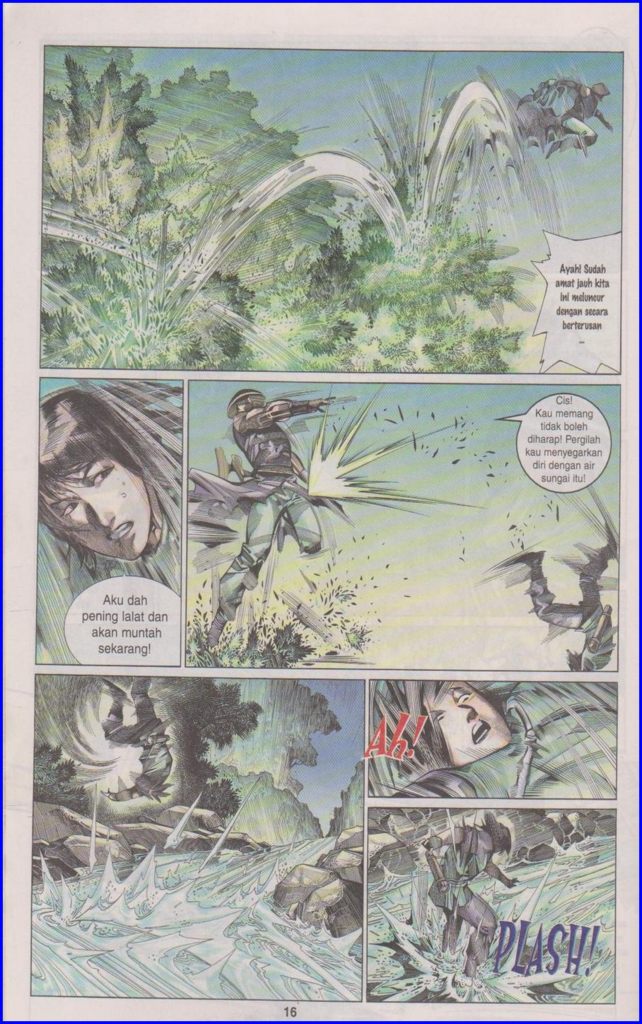 Ayah! Sudah
amat jauh kita
Ini meluncur
dengan secara
berterusan
...
Aku dah
pening lalat dan
akan muntah
sekarang!
Cis!
Kau memang
tidak boleh
diharap! Pergilah
kau menyegarkan
diri dengan air
sungai itu!
Ah!
PLASH!
16